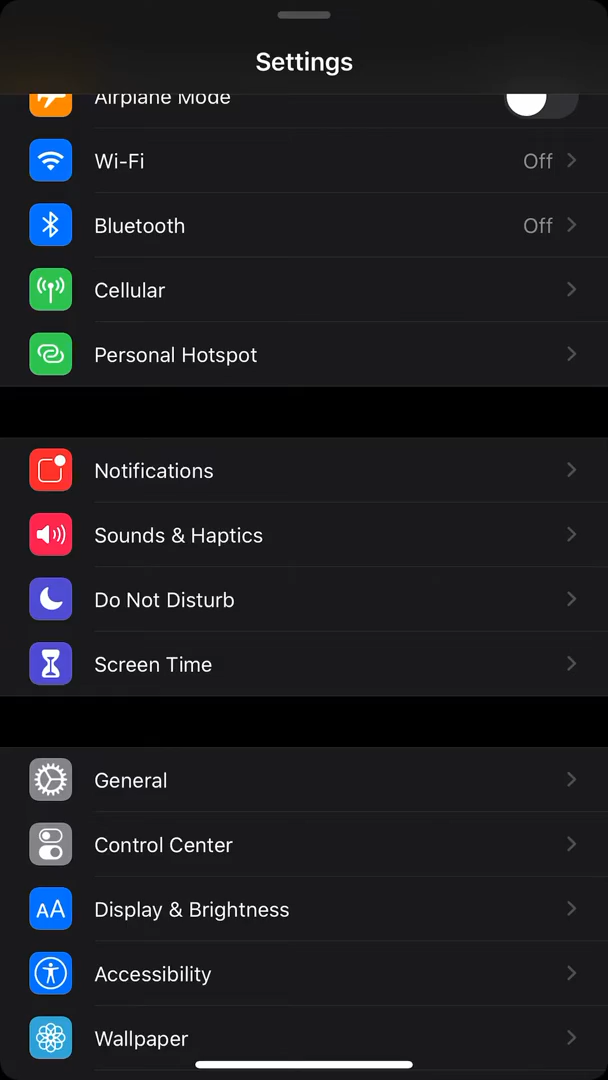 Settings
Airplane Mode
Wi-Fi Off
Bluetooth Off
Cellular
Personal Hotspot
Notifications
Sounds & Haptics
Do Not Disturb
Screen Time
General
Control Center
AA Display & Brightness
Accessibility
Wallpaper